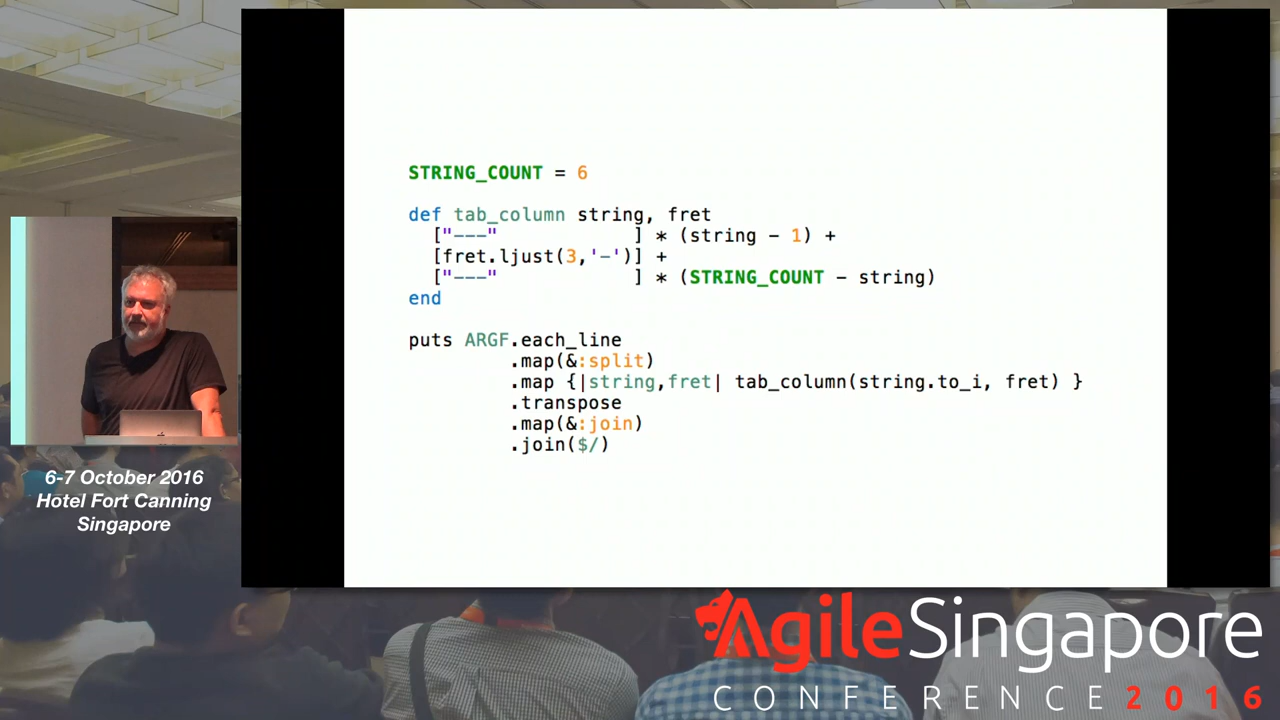 STRING_COUNT = 6
def tab_column string, fret
["---" ] * (string - 1) +
[fret.ljust(3,'-')] +
["---" ] * (STRING_COUNT - string)
end
puts ARGF.each_line
.map(&:split)
.map {|string,fret| tab_column(string.to_i, fret) }
.transpose
.map(&:join)
.join($/)
6-7 October 2016
Hotel Fort Canning
Singapore
AgileSingapore
CONFERENCE 2016